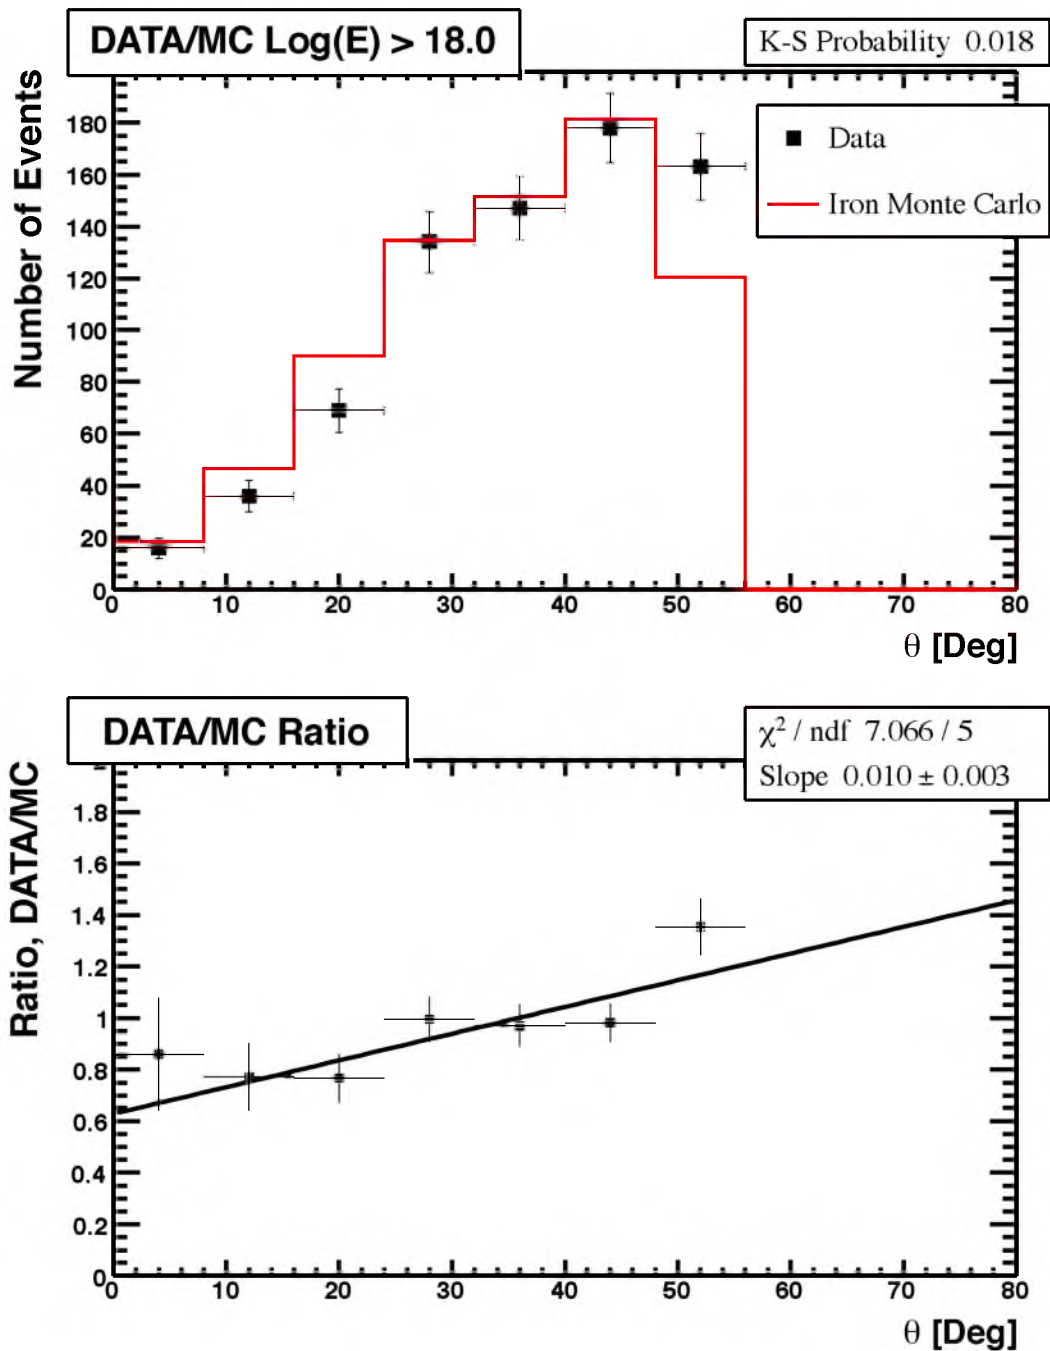 DATA/MC Log(E) > 18.0
K-S Probability 0.018
Number of Events
Data
Iron Monte Carlo
180
160
140
120
100
80
60
40
20
0
0 10 20 30 40 50 60 70 80
θ [Deg]
DATA/MC Ratio
χ² / ndf 7.066 / 5
Slope 0.010 ± 0.003
Ratio, DATA/MC
1.8
1.6
1.4
1.2
1
0.8
0.6
0.4
0.2
0
0 10 20 30 40 50 60 70 80
θ [Deg]